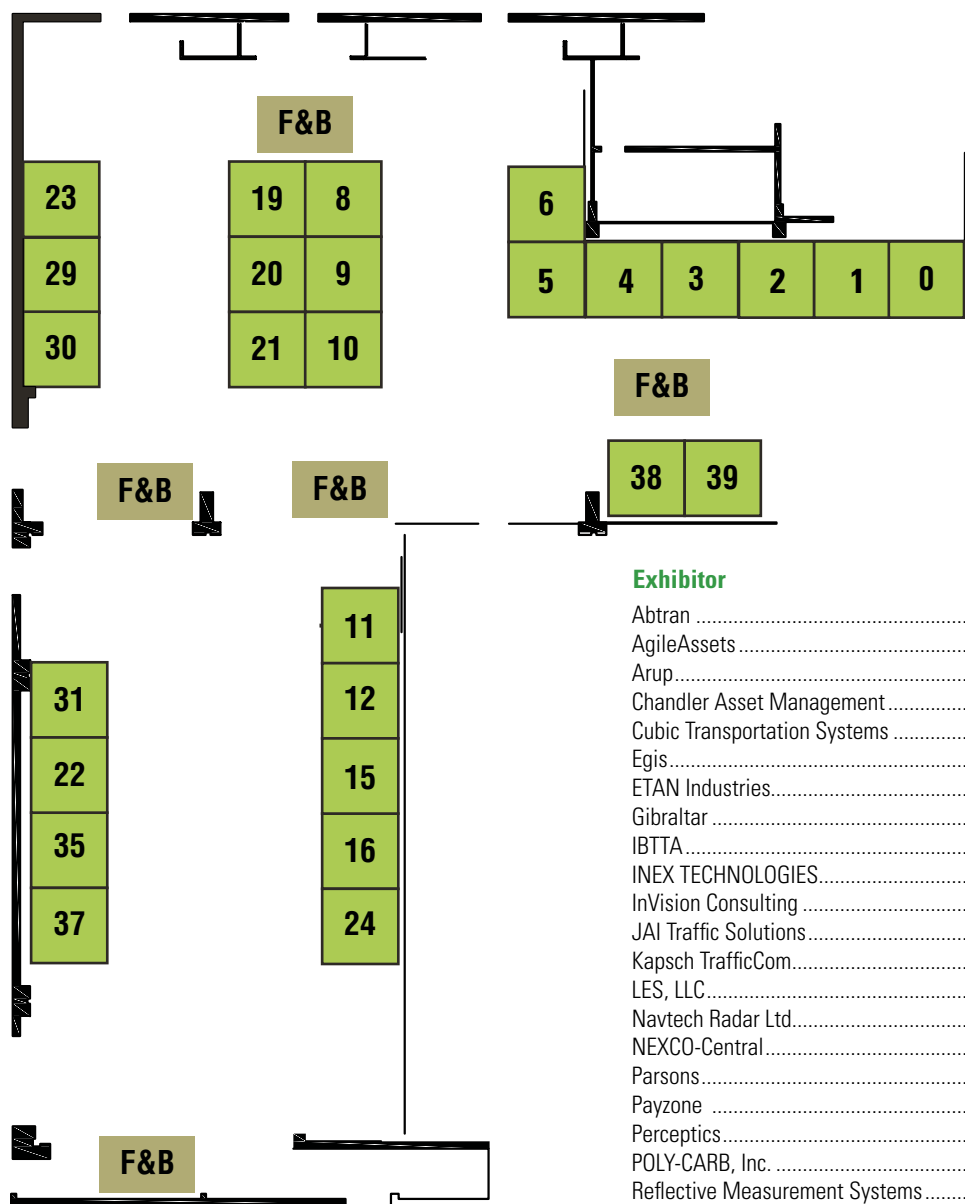 F&B
23 19 8 6
29 20 9 5 4 3 2 1 0
30 21 10
F&B
F&B F&B 38 39
Exhibitor
11
Abtran ..........................................................
AgileAssets ..........................................................
31 12 Arup ..........................................................
Chandler Asset Management ..................
Cubic Transportation Systems ..................
22 15 Egis ..........................................................
ETAN Industries ..................................................
35 16 Gibraltar ..........................................................
IBTTA ..........................................................
INEX TECHNOLOGIES ..................................
37 24 InVision Consulting ..................................
JAI Traffic Solutions ..................................
Kapsch TrafficCom ..................................
LES, LLC ..........................................................
Navtech Radar Ltd. ..................................
NEXCO-Central ..................................................
Parsons ..........................................................
Payzone ..........................................................
F&B Perceptics ..........................................................
POLY-CARB, Inc. ..................................................
Reflective Measurement Systems ..........